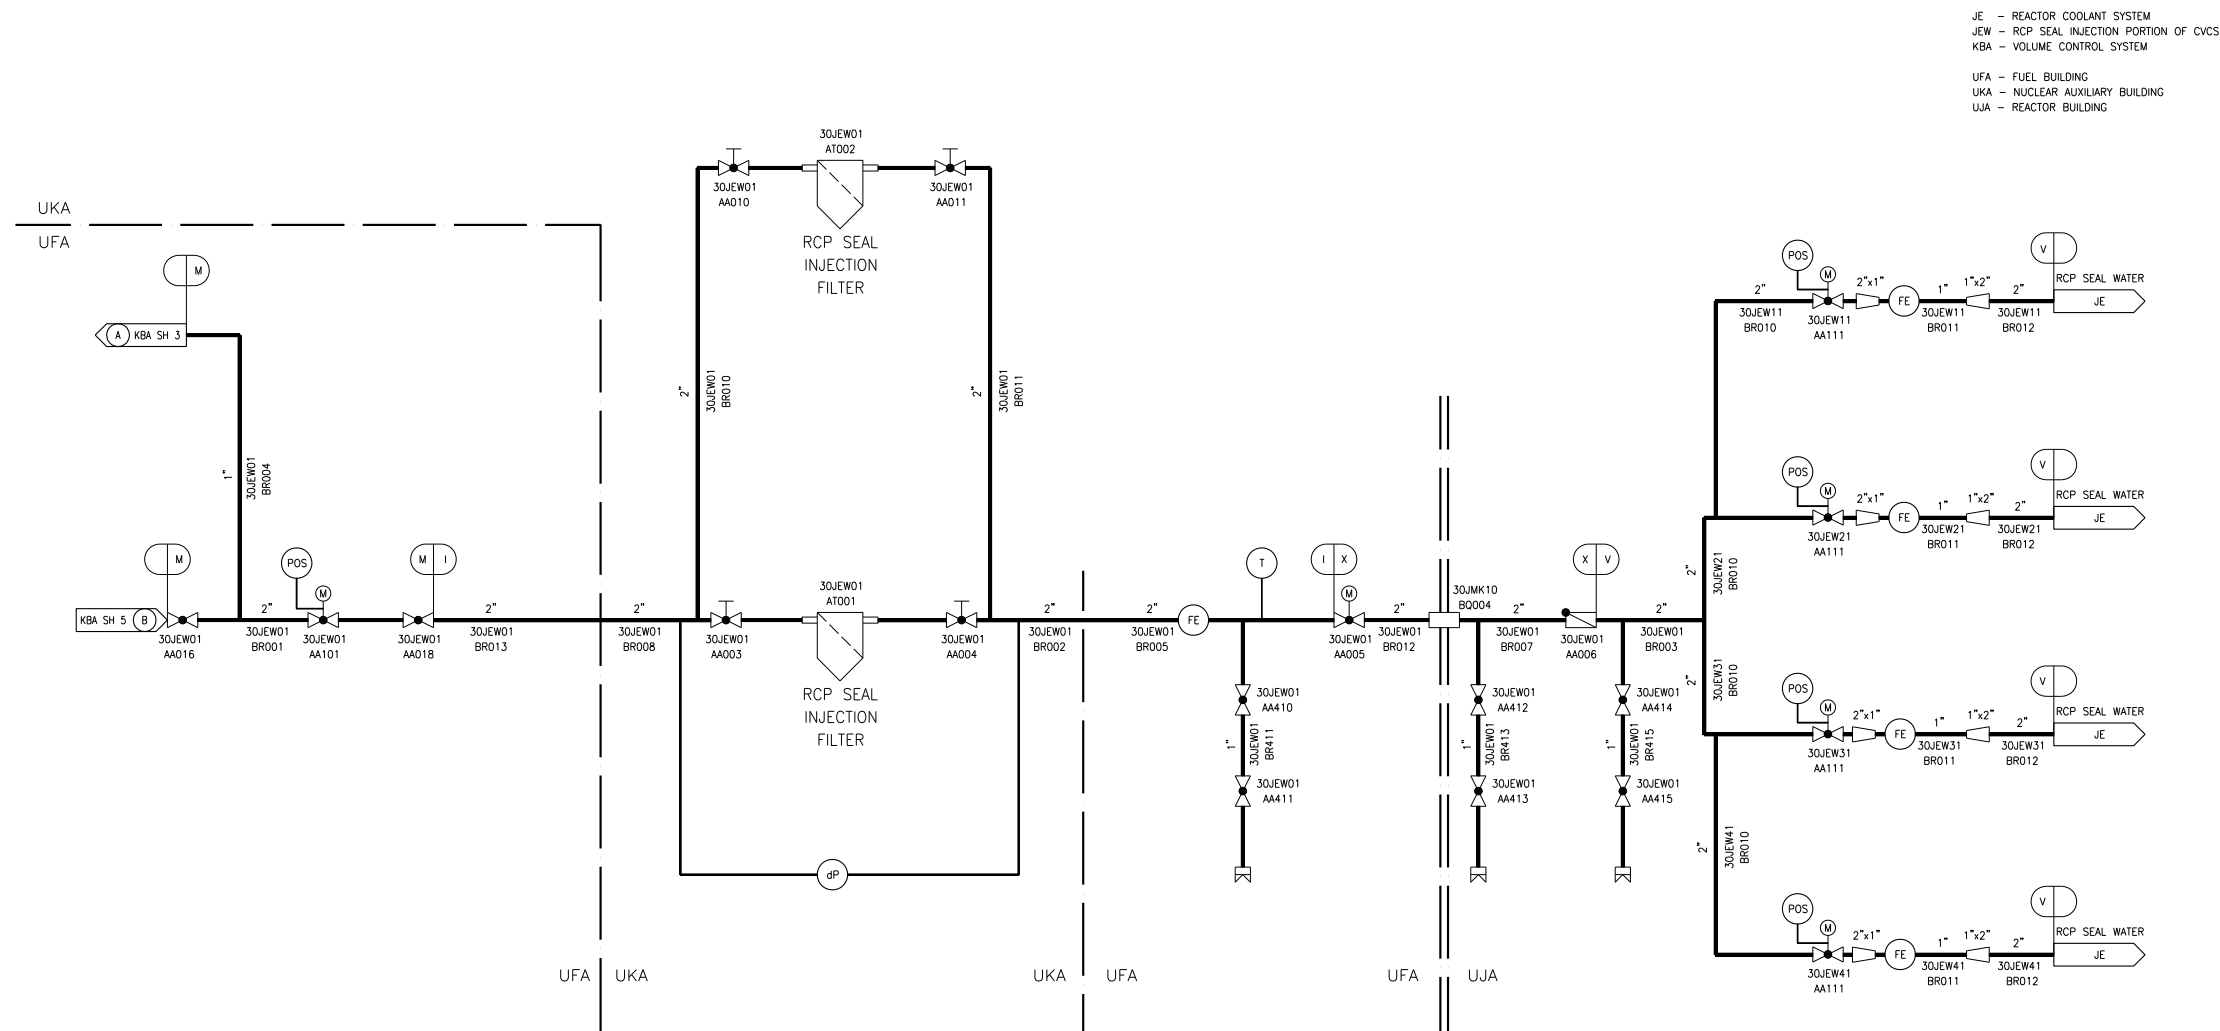 JE – REACTOR COOLANT SYSTEM
JEW – RCP SEAL INJECTION PORTION OF CVCS
KBA – VOLUME CONTROL SYSTEM
UFA – FUEL BUILDING
UKA – NUCLEAR AUXILIARY BUILDING
UJA – REACTOR BUILDING
UKA
UFA
M
A KBA SH 3
1"
30JEW01
BR004
M
KBA SH 5 B
30JEW01
AA016
2"
30JEW01
BR001
POS
M
30JEW01
AA101
M I
30JEW01
AA018
2"
30JEW01
BR013
UFA
UKA
2"
30JEW01
BR008
2"
30JEW01
BR010
30JEW01
AA010
30JEW01
AT002
RCP SEAL
INJECTION
FILTER
30JEW01
AA011
2"
30JEW01
BR011
30JEW01
AA003
30JEW01
AT001
RCP SEAL
INJECTION
FILTER
30JEW01
AA004
dP
2"
30JEW01
BR002
UKA
UFA
2"
30JEW01
BR005
FE
T
30JEW01
AA410
1"
30JEW01
BR411
30JEW01
AA411
I X
M
30JEW01
AA005
2"
30JEW01
BR012
UFA
UJA
30JMK10
BQ004
2"
30JEW01
BR007
30JEW01
AA412
1"
30JEW01
BR413
30JEW01
AA413
X V
30JEW01
AA006
30JEW01
AA414
1"
30JEW01
BR415
30JEW01
AA415
2"
30JEW01
BR003
2"
30JEW21
BR010
2"
30JEW31
BR010
2"
30JEW41
BR010
2"
30JEW11
BR010
POS
M
30JEW11
AA111
2"x1"
FE
1"
30JEW11
BR011
1"x2"
2"
30JEW11
BR012
V
RCP SEAL WATER
JE
POS
M
30JEW21
AA111
2"x1"
FE
1"
30JEW21
BR011
1"x2"
2"
30JEW21
BR012
V
RCP SEAL WATER
JE
POS
M
30JEW31
AA111
2"x1"
FE
1"
30JEW31
BR011
1"x2"
2"
30JEW31
BR012
V
RCP SEAL WATER
JE
POS
M
30JEW41
AA111
2"x1"
FE
1"
30JEW41
BR011
1"x2"
2"
30JEW41
BR012
V
RCP SEAL WATER
JE